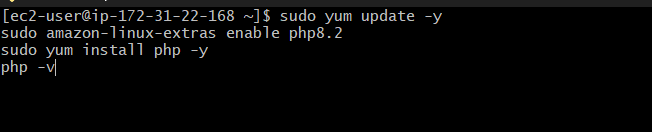 [ec2-user@ip-172-31-22-168 ~]$ sudo yum update -y
sudo amazon-linux-extras enable php8.2
sudo yum install php -y
php -v